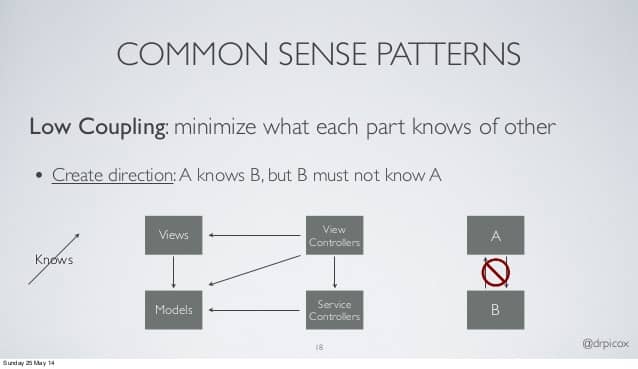 COMMON SENSE PATTERNS
Low Coupling: minimize what each part knows of other
• Create direction: A knows B, but B must not know A
Knows
Views
View
Controllers
A
Models
Service
Controllers
B
18
@drpicox
Sunday 25 May 14